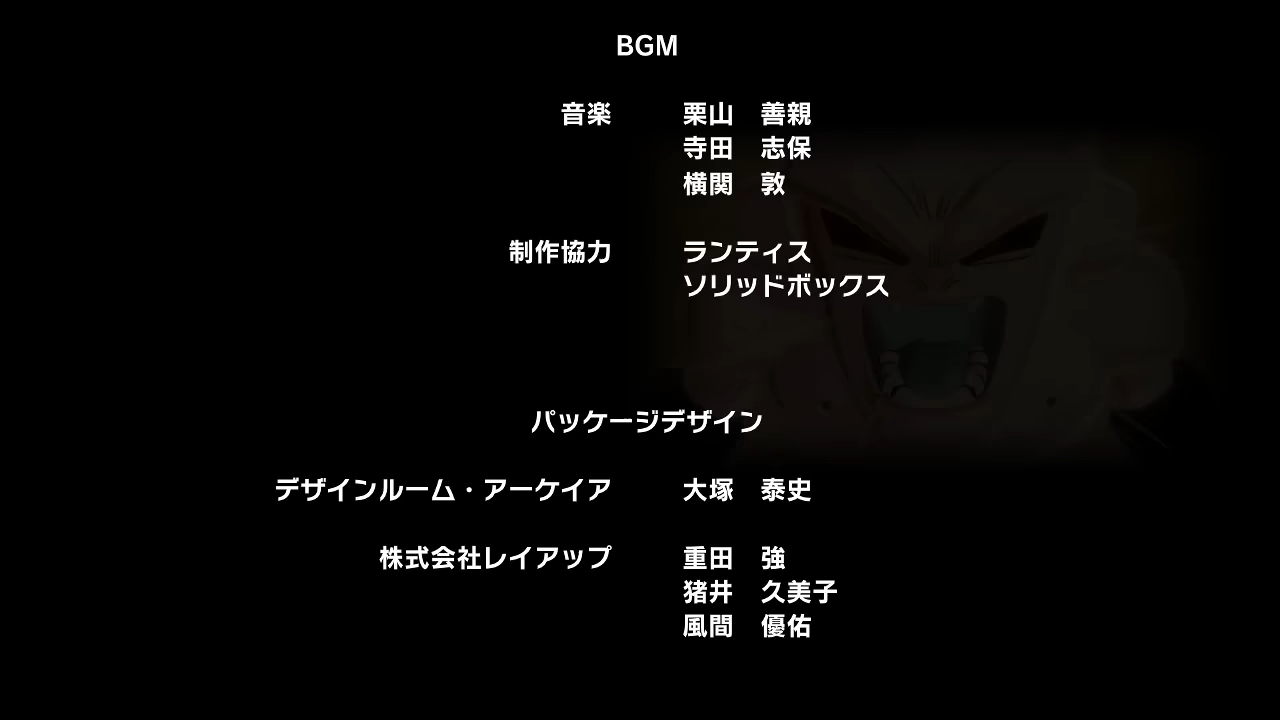 BGM
音楽 栗山 善親
寺田 志保
横関 敦
制作協力 ランティス
ソリッドボックス
パッケージデザイン
デザインルーム・アーケイア 大塚 泰史
株式会社レイアップ 重田 強
猪井 久美子
風間 優佑